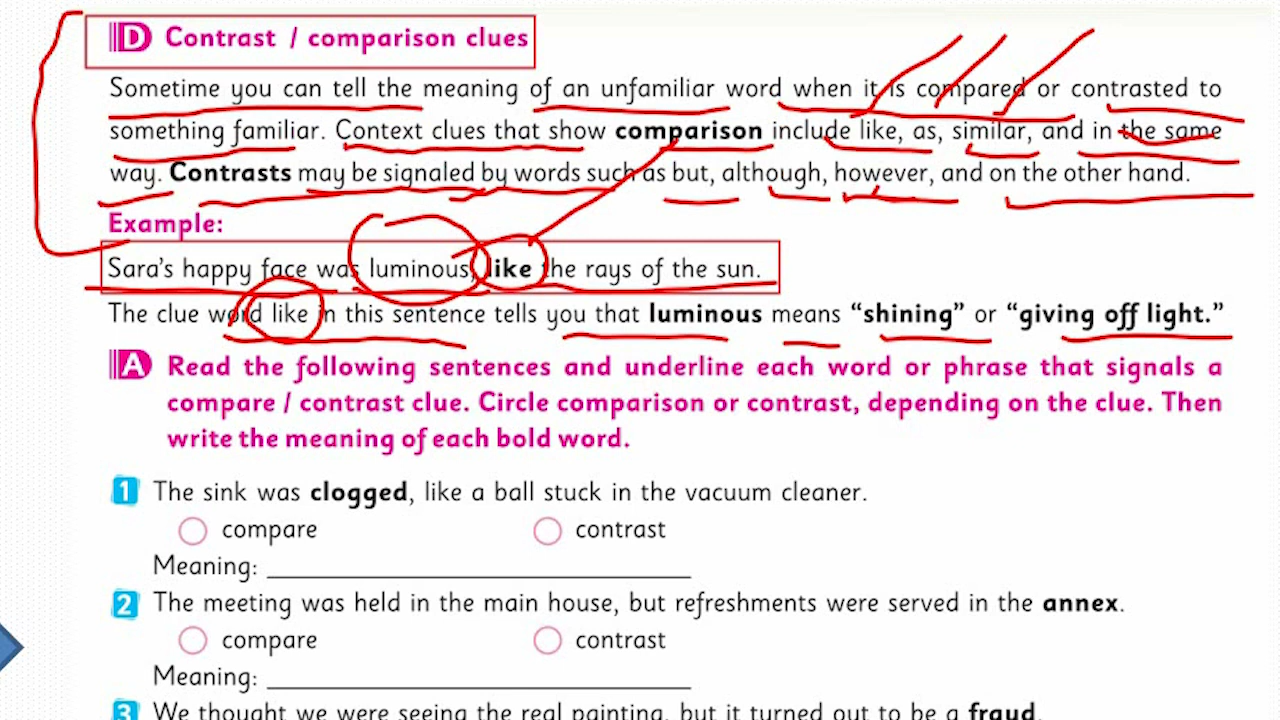 D Contrast / comparison clues
Sometime you can tell the meaning of an unfamiliar word when it is compared or contrasted to
something familiar. Context clues that show comparison include like, as, similar, and in the same
way. Contrasts may be signaled by words such as but, although, however, and on the other hand.
Example:
Sara's happy face was luminous, like the rays of the sun.
The clue word like in this sentence tells you that luminous means “shining” or “giving off light.”
A Read the following sentences and underline each word or phrase that signals a
compare / contrast clue. Circle comparison or contrast, depending on the clue. Then
write the meaning of each bold word.
1 The sink was clogged, like a ball stuck in the vacuum cleaner.
compare contrast
Meaning:
2 The meeting was held in the main house, but refreshments were served in the annex.
compare contrast
Meaning:
3 We thought we were seeing the real painting, but it turned out to be a fraud.